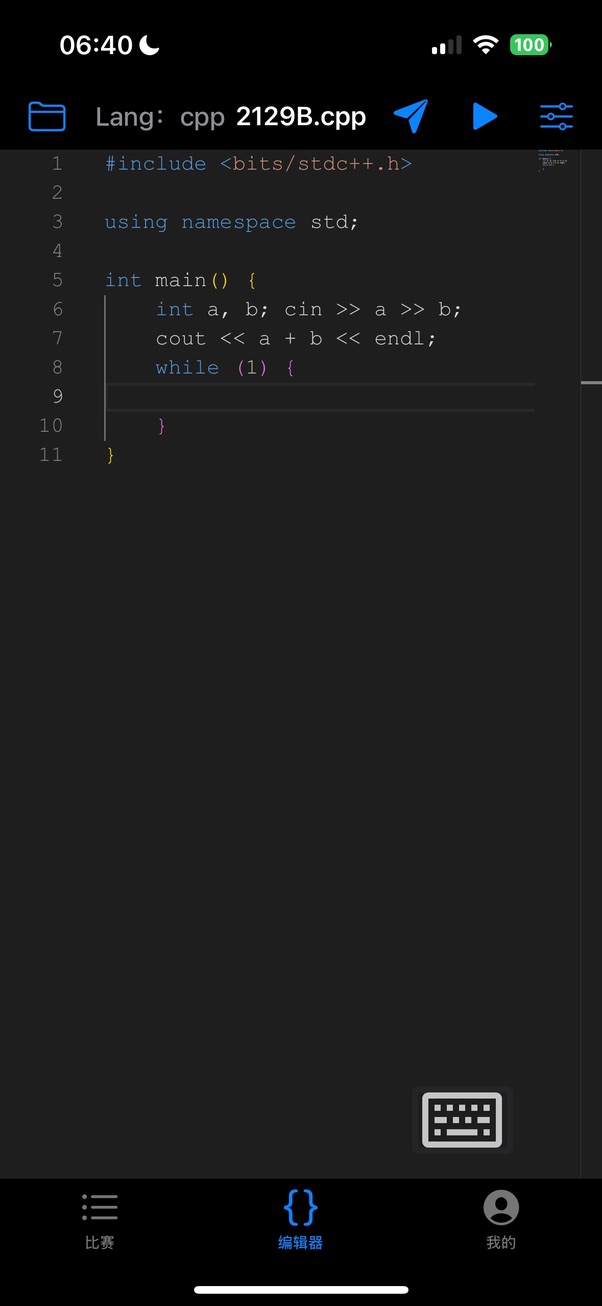 06:40
100
Lang: cpp 2129B.cpp
1 #include <bits/stdc++.h>
2
3 using namespace std;
4
5 int main() {
6 int a, b; cin >> a >> b;
7 cout << a + b << endl;
8 while (1) {
9
10 }
11 }
比赛
编辑器
我的